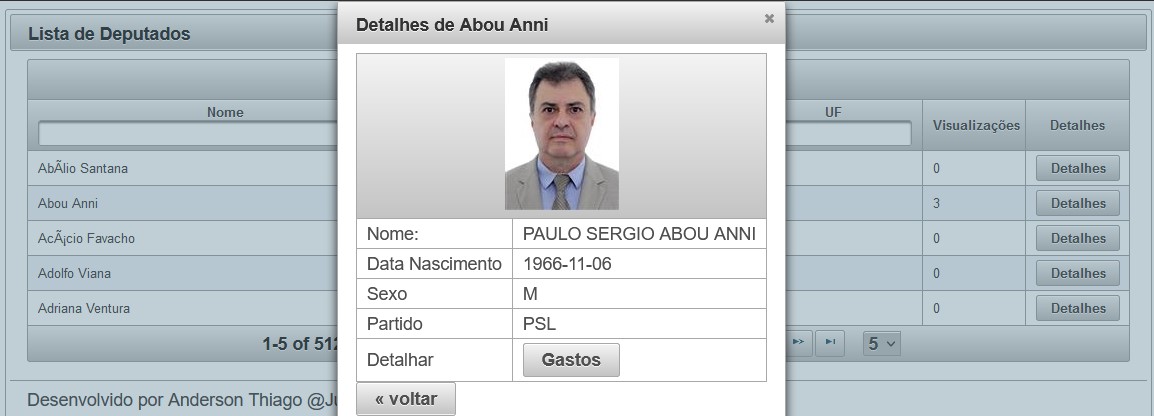 Detalhes de Abou Anni
Lista de Deputados
Nome
UF
Visualizações
Detalhes
AbÃlio Santana 0 Detalhes
Abou Anni 3 Detalhes
AcÃ¡cio Favacho 0 Detalhes
Adolfo Viana 0 Detalhes
Adriana Ventura 0 Detalhes
Nome: PAULO SERGIO ABOU ANNI
Data Nascimento 1966-11-06
Sexo M
Partido PSL
Detalhar Gastos
« voltar
1-5 of 512
5
Desenvolvido por Anderson Thiago